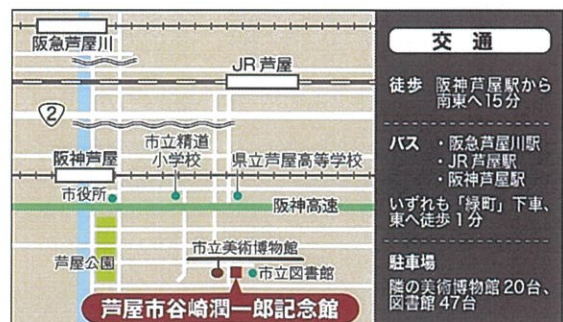 阪急芦屋川
JR芦屋
2
市立精道
小学校
阪神芦屋
県立芦屋高等学校
市役所
阪神高速
芦屋公園
市立美術博物館
市立図書館
芦屋市谷崎潤一郎記念館
交通
徒歩 阪神芦屋駅から
南東へ15分
バス ・阪急芦屋川駅
・JR芦屋駅
・阪神芦屋駅
いずれも「緑町」下車、
東へ徒歩1分
駐車場
隣の美術博物館20台、
図書館47台